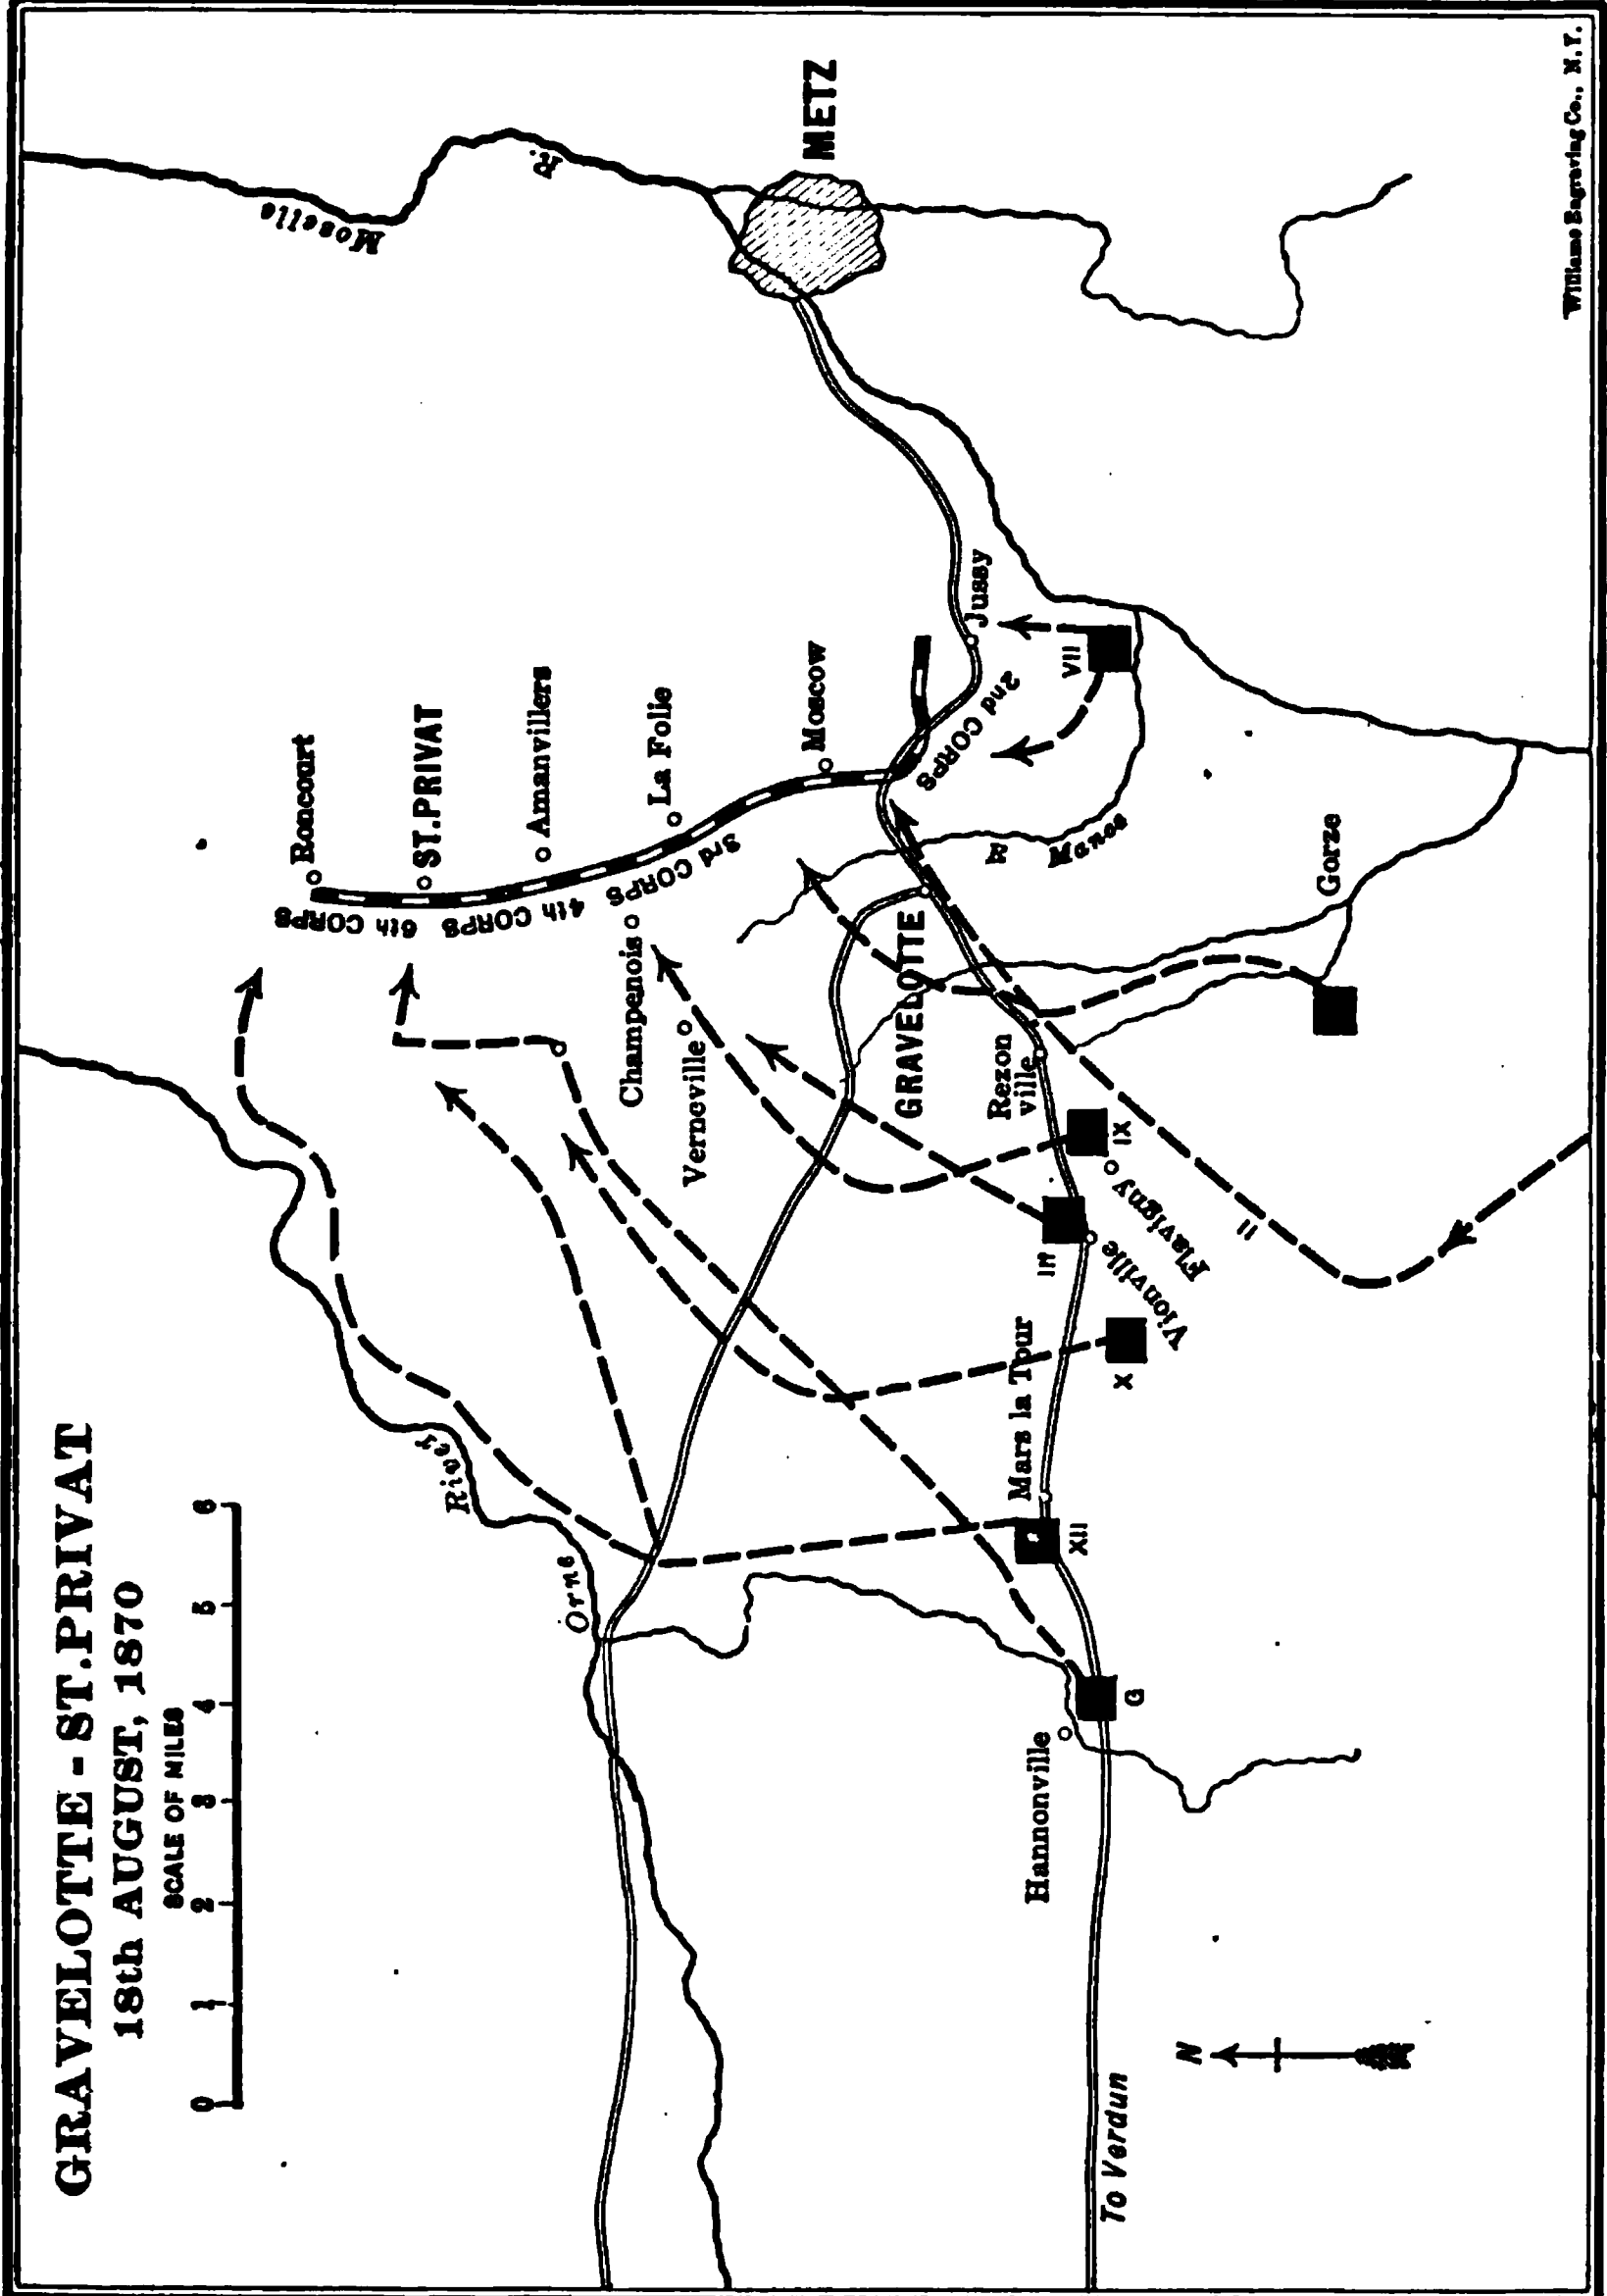 GRAVELOTTE - ST. PRIVAT
18th AUGUST, 1870
SCALE OF MILES
0 1 2 3 4 5 6
Moselle
R.
METZ
Roncourt
ST. PRIVAT
Amanvillers
La Folie
Moscow
Jussy
6th CORPS
4th CORPS
3rd CORPS
2nd CORPS
Champenois
Verneville
GRAVELOTTE
Rezon
ville
R
Mance
Gorze
VII
IX
Flavigny
III
Vionville
II
X
Mars la Tour
XII
Orne
River
G
Hannonville
N
To Verdun
Williams Engraving Co., N.Y.